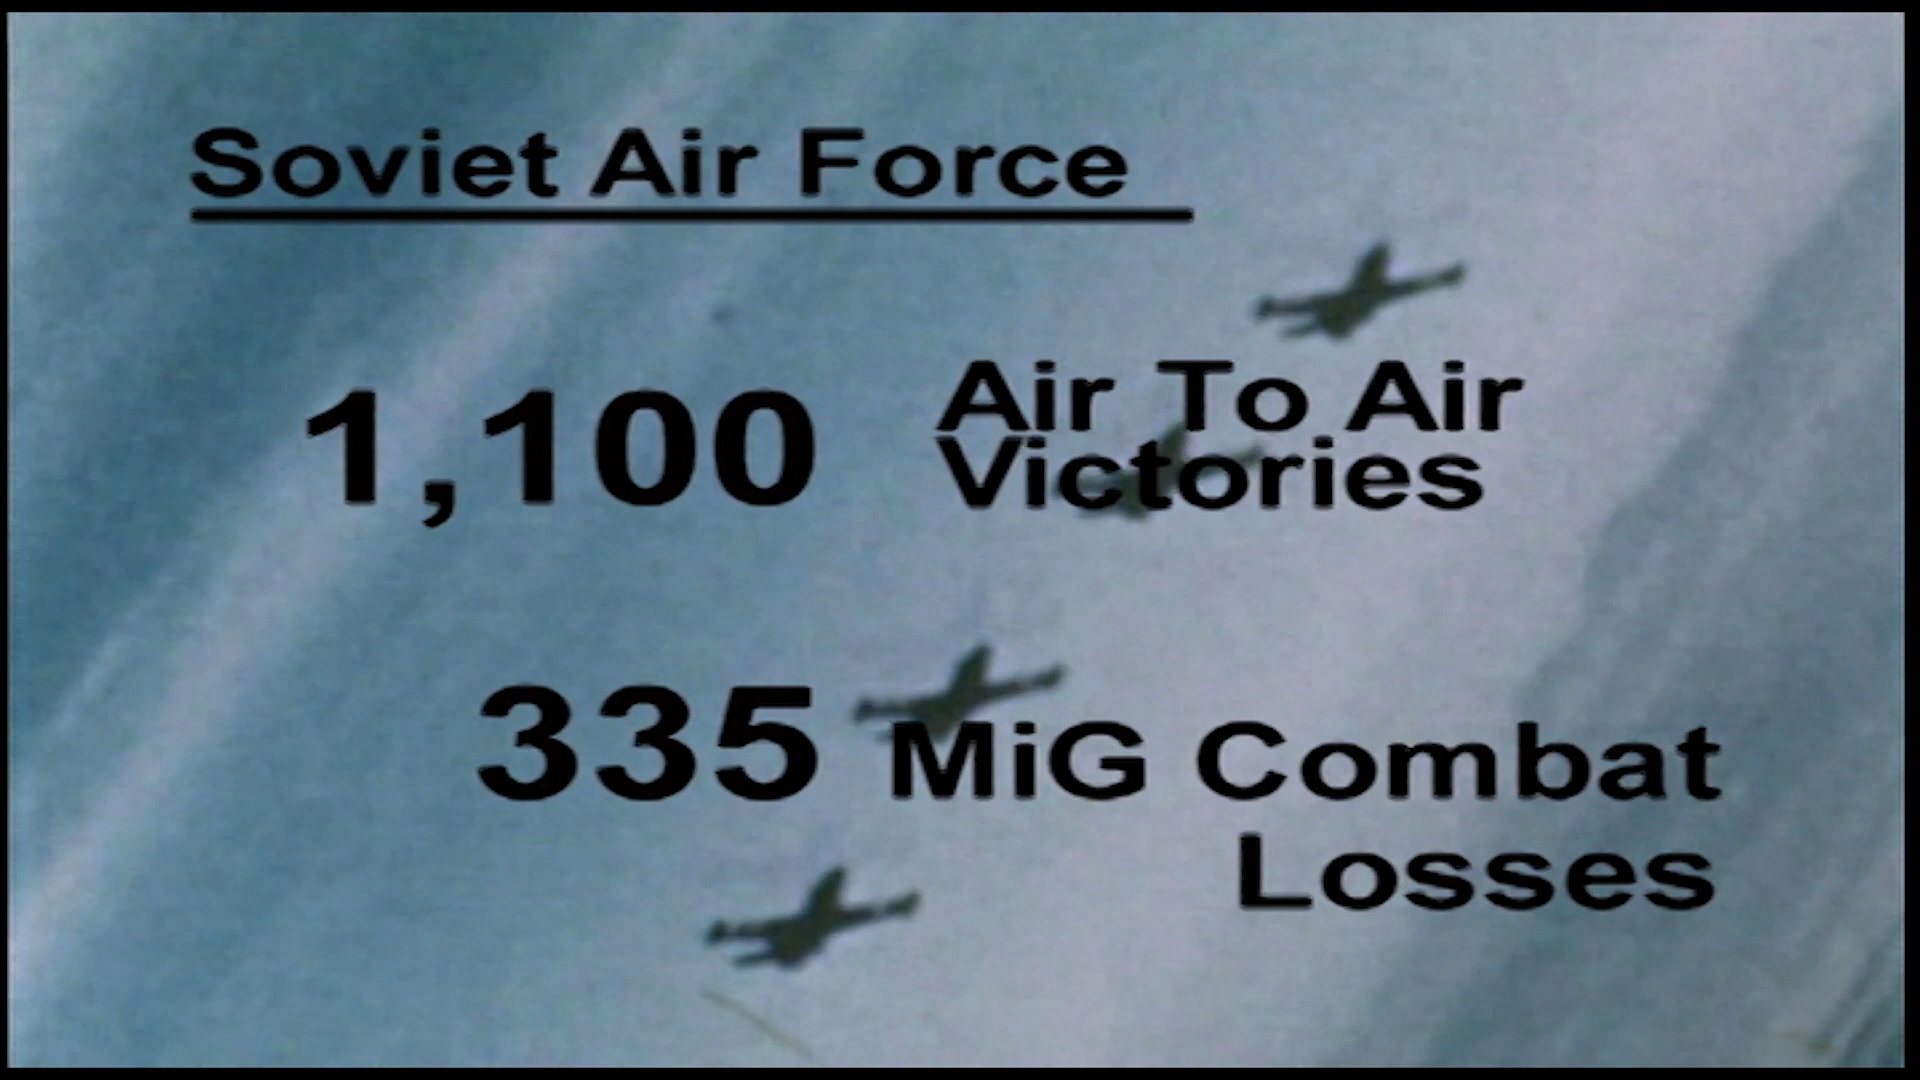 Soviet Air Force
1,100 Air To Air
Victories
335 MiG Combat
Losses